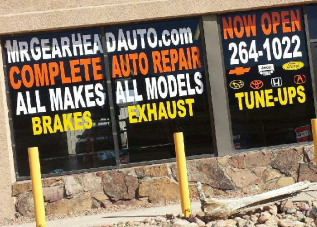 MrGearHeadAuto.com
COMPLETE AUTO REPAIR
ALL MAKES ALL MODELS
BRAKES EXHAUST
NOW OPEN
264-1022
TUNE-UPS